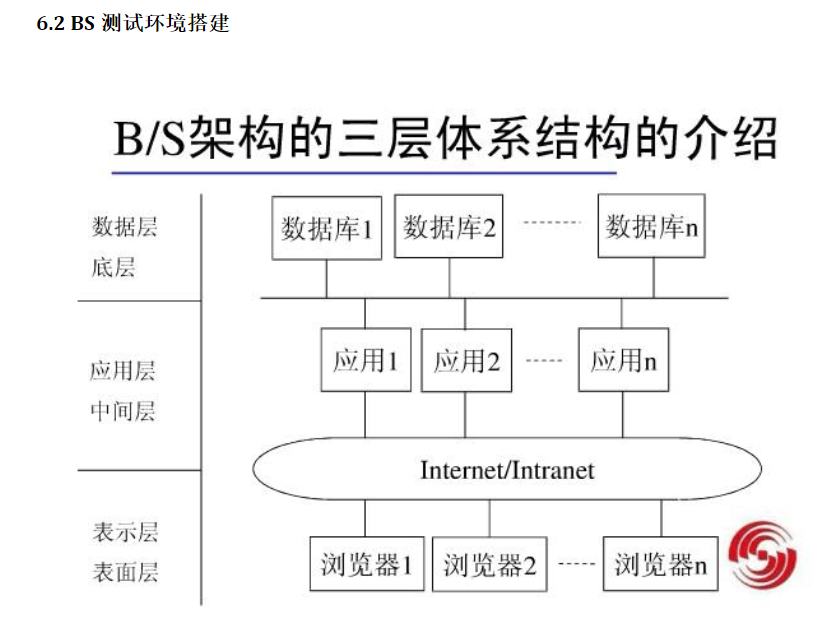 6.2 BS 测试环境搭建
B/S架构的三层体系结构的介绍
数据层
底层
数据库1 数据库2 数据库n
应用层
中间层
应用1 应用2 应用n
Internet/Intranet
表示层
表面层
浏览器1 浏览器2 浏览器n